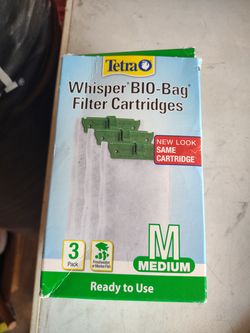 Tetra
Whisper® BIO-Bag®
Filter Cartridges
NEW LOOK
SAME
CARTRIDGE
3
Pack
M
MEDIUM
Ready to Use